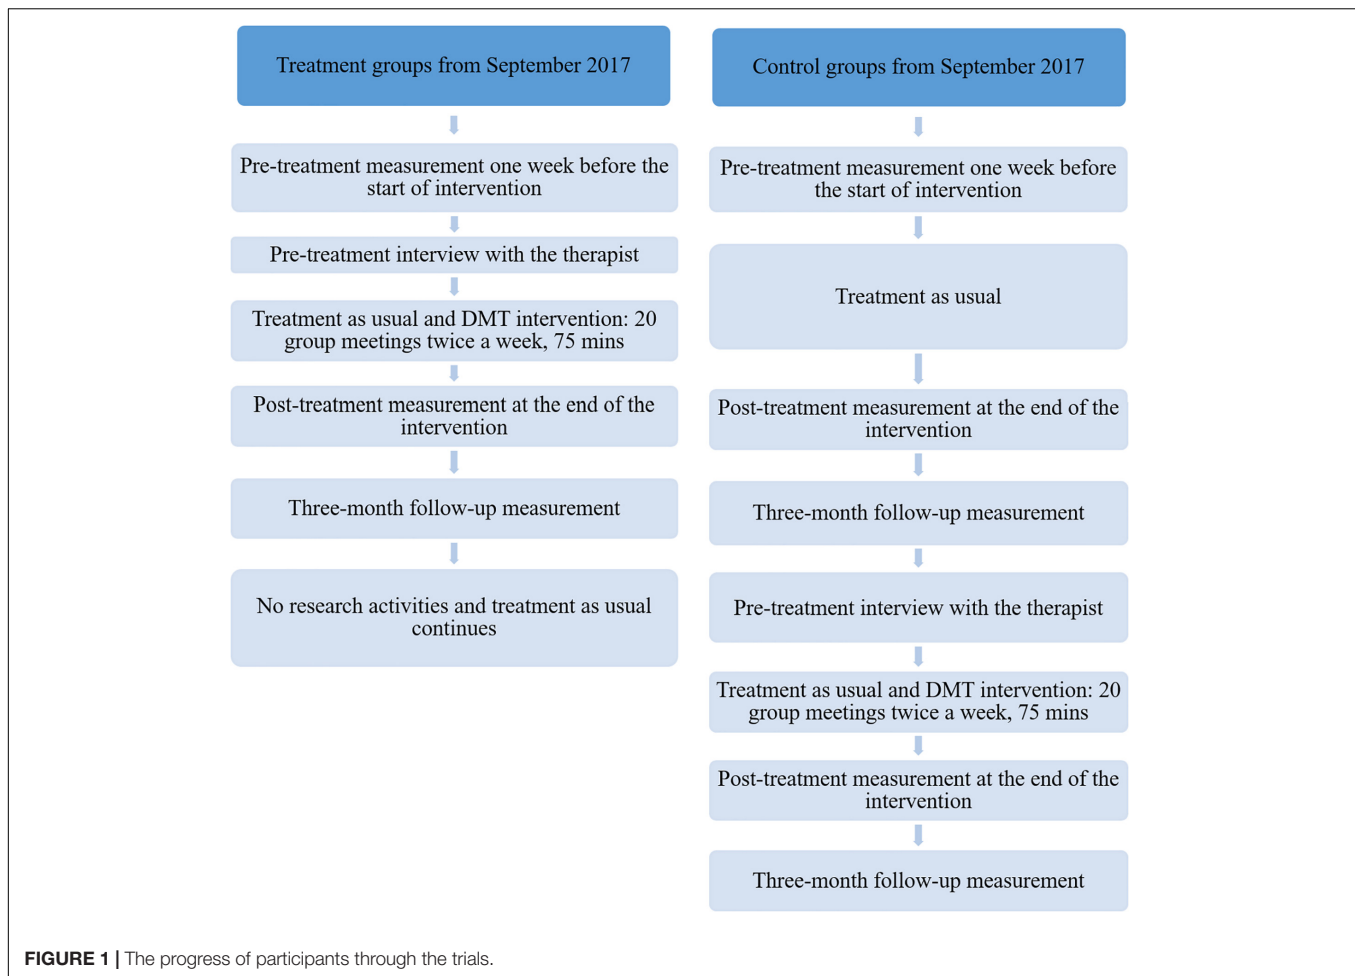 Treatment groups from September 2017
Pre-treatment measurement one week before the
start of intervention
Pre-treatment interview with the therapist
Treatment as usual and DMT intervention: 20
group meetings twice a week, 75 mins
Post-treatment measurement at the end of the
intervention
Three-month follow-up measurement
No research activities and treatment as usual
continues
Control groups from September 2017
Pre-treatment measurement one week before
the start of intervention
Treatment as usual
Post-treatment measurement at the end of the
intervention
Three-month follow-up measurement
Pre-treatment interview with the therapist
Treatment as usual and DMT intervention: 20
group meetings twice a week, 75 mins
Post-treatment measurement at the end of the
intervention
Three-month follow-up measurement
FIGURE 1 | The progress of participants through the trials.